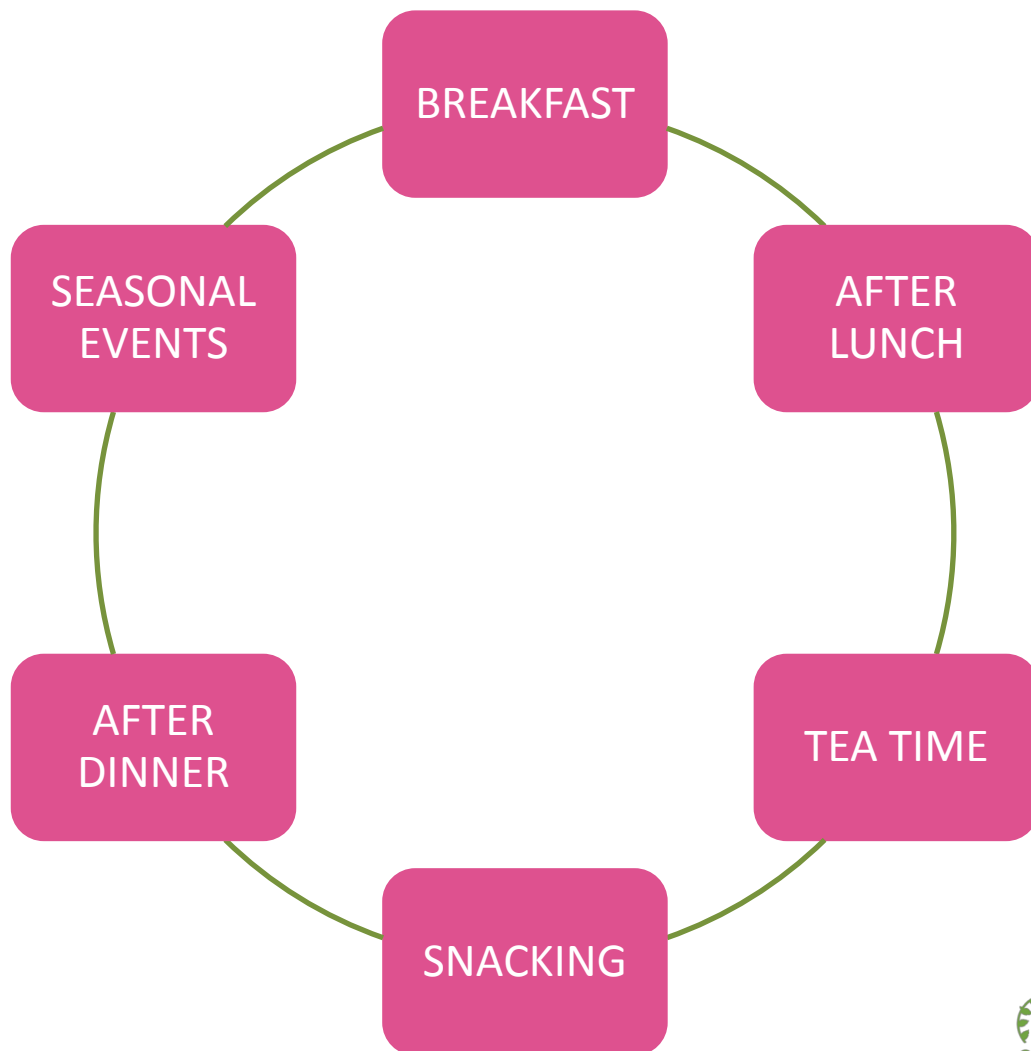 BREAKFAST
AFTER
LUNCH
TEA TIME
SNACKING
AFTER
DINNER
SEASONAL
EVENTS